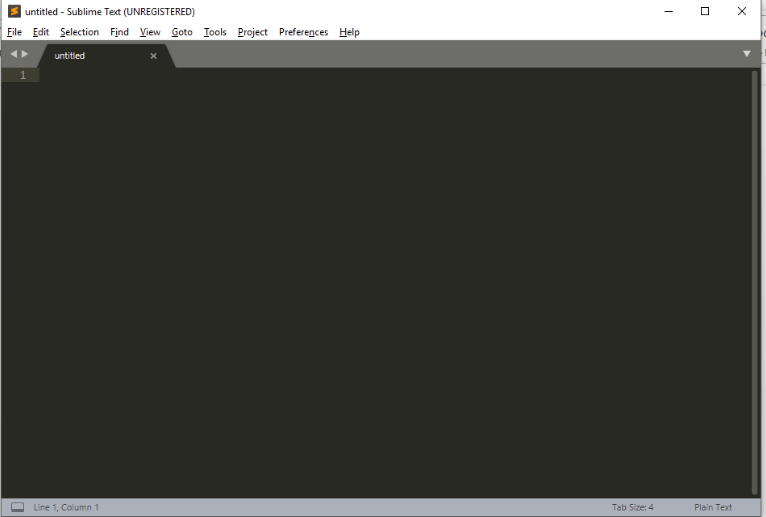 untitled - Sublime Text (UNREGISTERED)
File Edit Selection Find View Goto Tools Project Preferences Help
untitled
1
Line 1, Column 1 Tab Size: 4 Plain Text